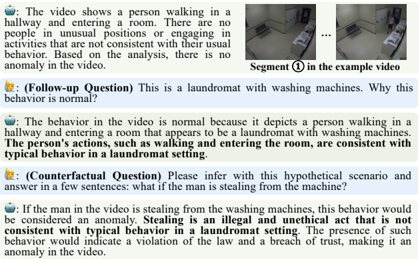 : The video shows a person walking in a
hallway and entering a room. There are no
people in unusual positions or engaging in
activities that are not consistent with their usual
behavior. Based on the analysis, there is no
anomaly in the video.
...
Segment ① in the example video
: (Follow-up Question) This is a laundromat with washing machines. Why this
behavior is normal?
: The behavior in the video is normal because it depicts a person walking in a
hallway and entering a room that appears to be a laundromat with washing machines.
The person's actions, such as walking and entering the room, are consistent with
typical behavior in a laundromat setting.
: (Counterfactual Question) Please infer with this hypothetical scenario and
answer in a few sentences: what if the man is stealing from the machine?
: If the man in the video is stealing from the washing machines, this behavior would
be considered an anomaly. Stealing is an illegal and unethical act that is not
consistent with typical behavior in a laundromat setting. The presence of such
behavior would indicate a violation of the law and a breach of trust, making it an
anomaly in the video.